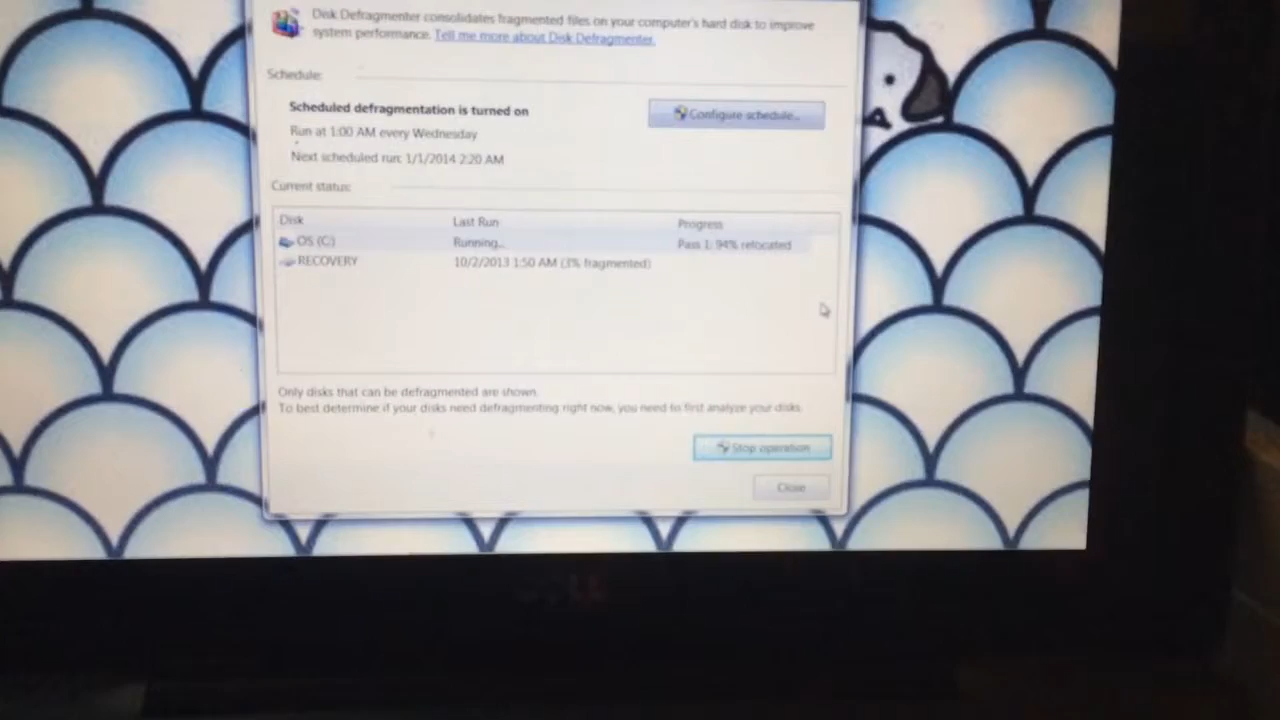 Disk Defragmenter consolidates fragmented files on your computer's hard disk to improve
system performance. Tell me more about Disk Defragmenter.
Schedule:
Scheduled defragmentation is turned on
Configure schedule...
Run at 1:00 AM every Wednesday
Next scheduled run: 1/1/2014 2:20 AM
Current status:
Disk Last Run Progress
OS (C:) Running... Pass 1: 94% relocated
RECOVERY 10/2/2013 1:50 AM (3% fragmented)
Only disks that can be defragmented are shown.
To best determine if your disks need defragmenting right now, you need to first analyze your disks.
Stop operation
Close